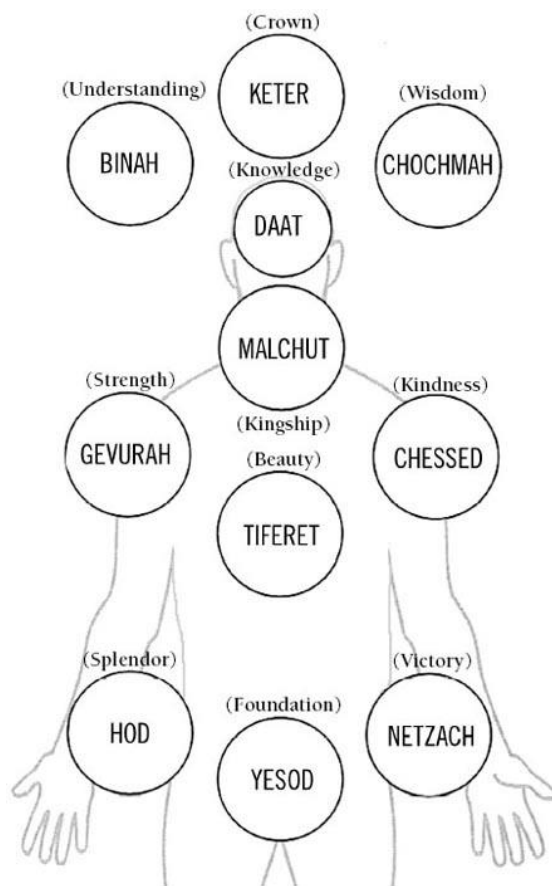 (Crown)
KETER
(Understanding)
BINAH
(Wisdom)
CHOCHMAH
(Knowledge)
DAAT
MALCHUT
(Kingship)
(Strength)
GEVURAH
(Kindness)
CHESSED
(Beauty)
TIFERET
(Splendor)
HOD
(Victory)
NETZACH
(Foundation)
YESOD